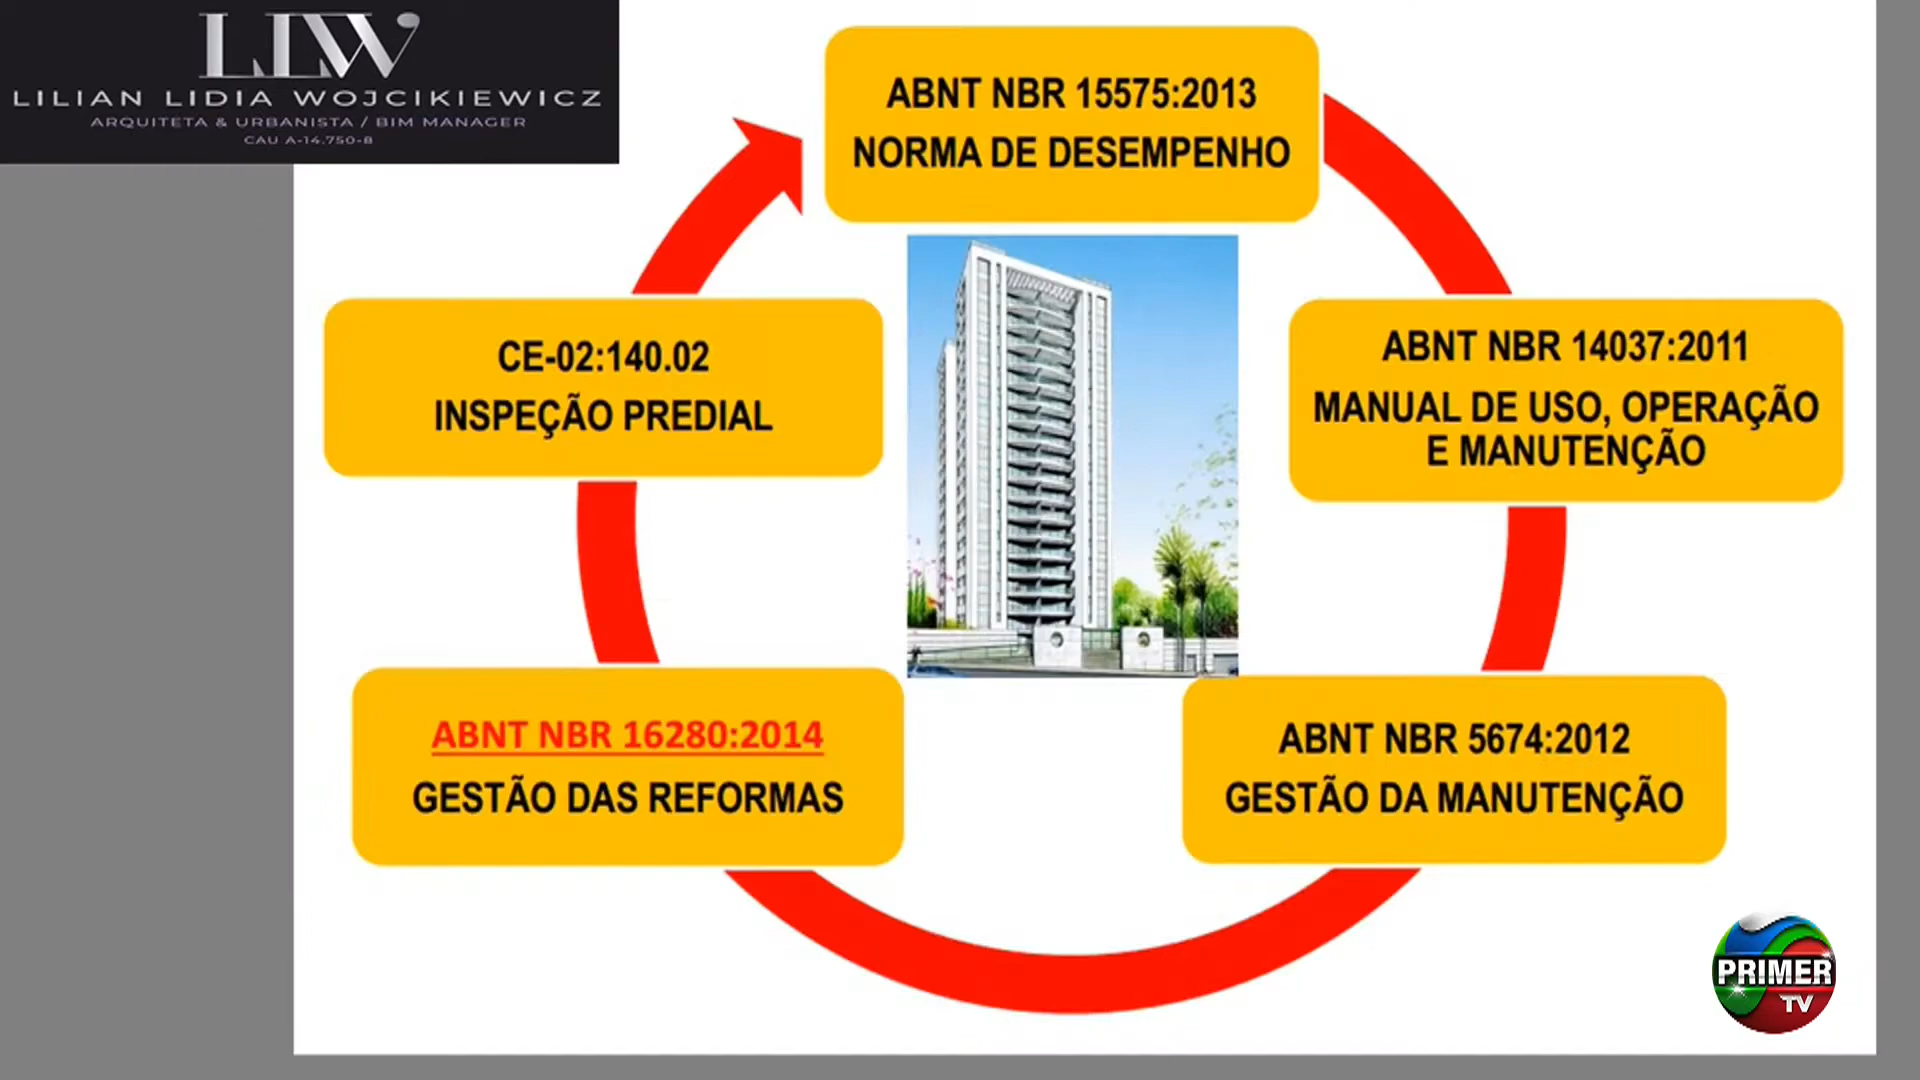 LIW
LILIAN LIDIA WOJCIKIEWICZ
ARQUITETA & URBANISTA / BIM MANAGER
CAU A-14.750-8
ABNT NBR 15575:2013
NORMA DE DESEMPENHO
ABNT NBR 14037:2011
MANUAL DE USO, OPERAÇÃO
E MANUTENÇÃO
ABNT NBR 5674:2012
GESTÃO DA MANUTENÇÃO
ABNT NBR 16280:2014
GESTÃO DAS REFORMAS
CE-02:140.02
INSPEÇÃO PREDIAL
PRIMER
TV